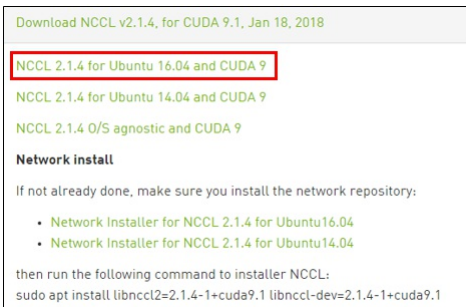 Download NCCL v2.1.4, for CUDA 9.1, Jan 18, 2018
NCCL 2.1.4 for Ubuntu 16.04 and CUDA 9
NCCL 2.1.4 for Ubuntu 14.04 and CUDA 9
NCCL 2.1.4 O/S agnostic and CUDA 9
Network install
If not already done, make sure you install the network repository:
• Network Installer for NCCL 2.1.4 for Ubuntu16.04
• Network Installer for NCCL 2.1.4 for Ubuntu14.04
then run the following command to installer NCCL:
sudo apt install libnccl2=2.1.4-1+cuda9.1 libnccl-dev=2.1.4-1+cuda9.1